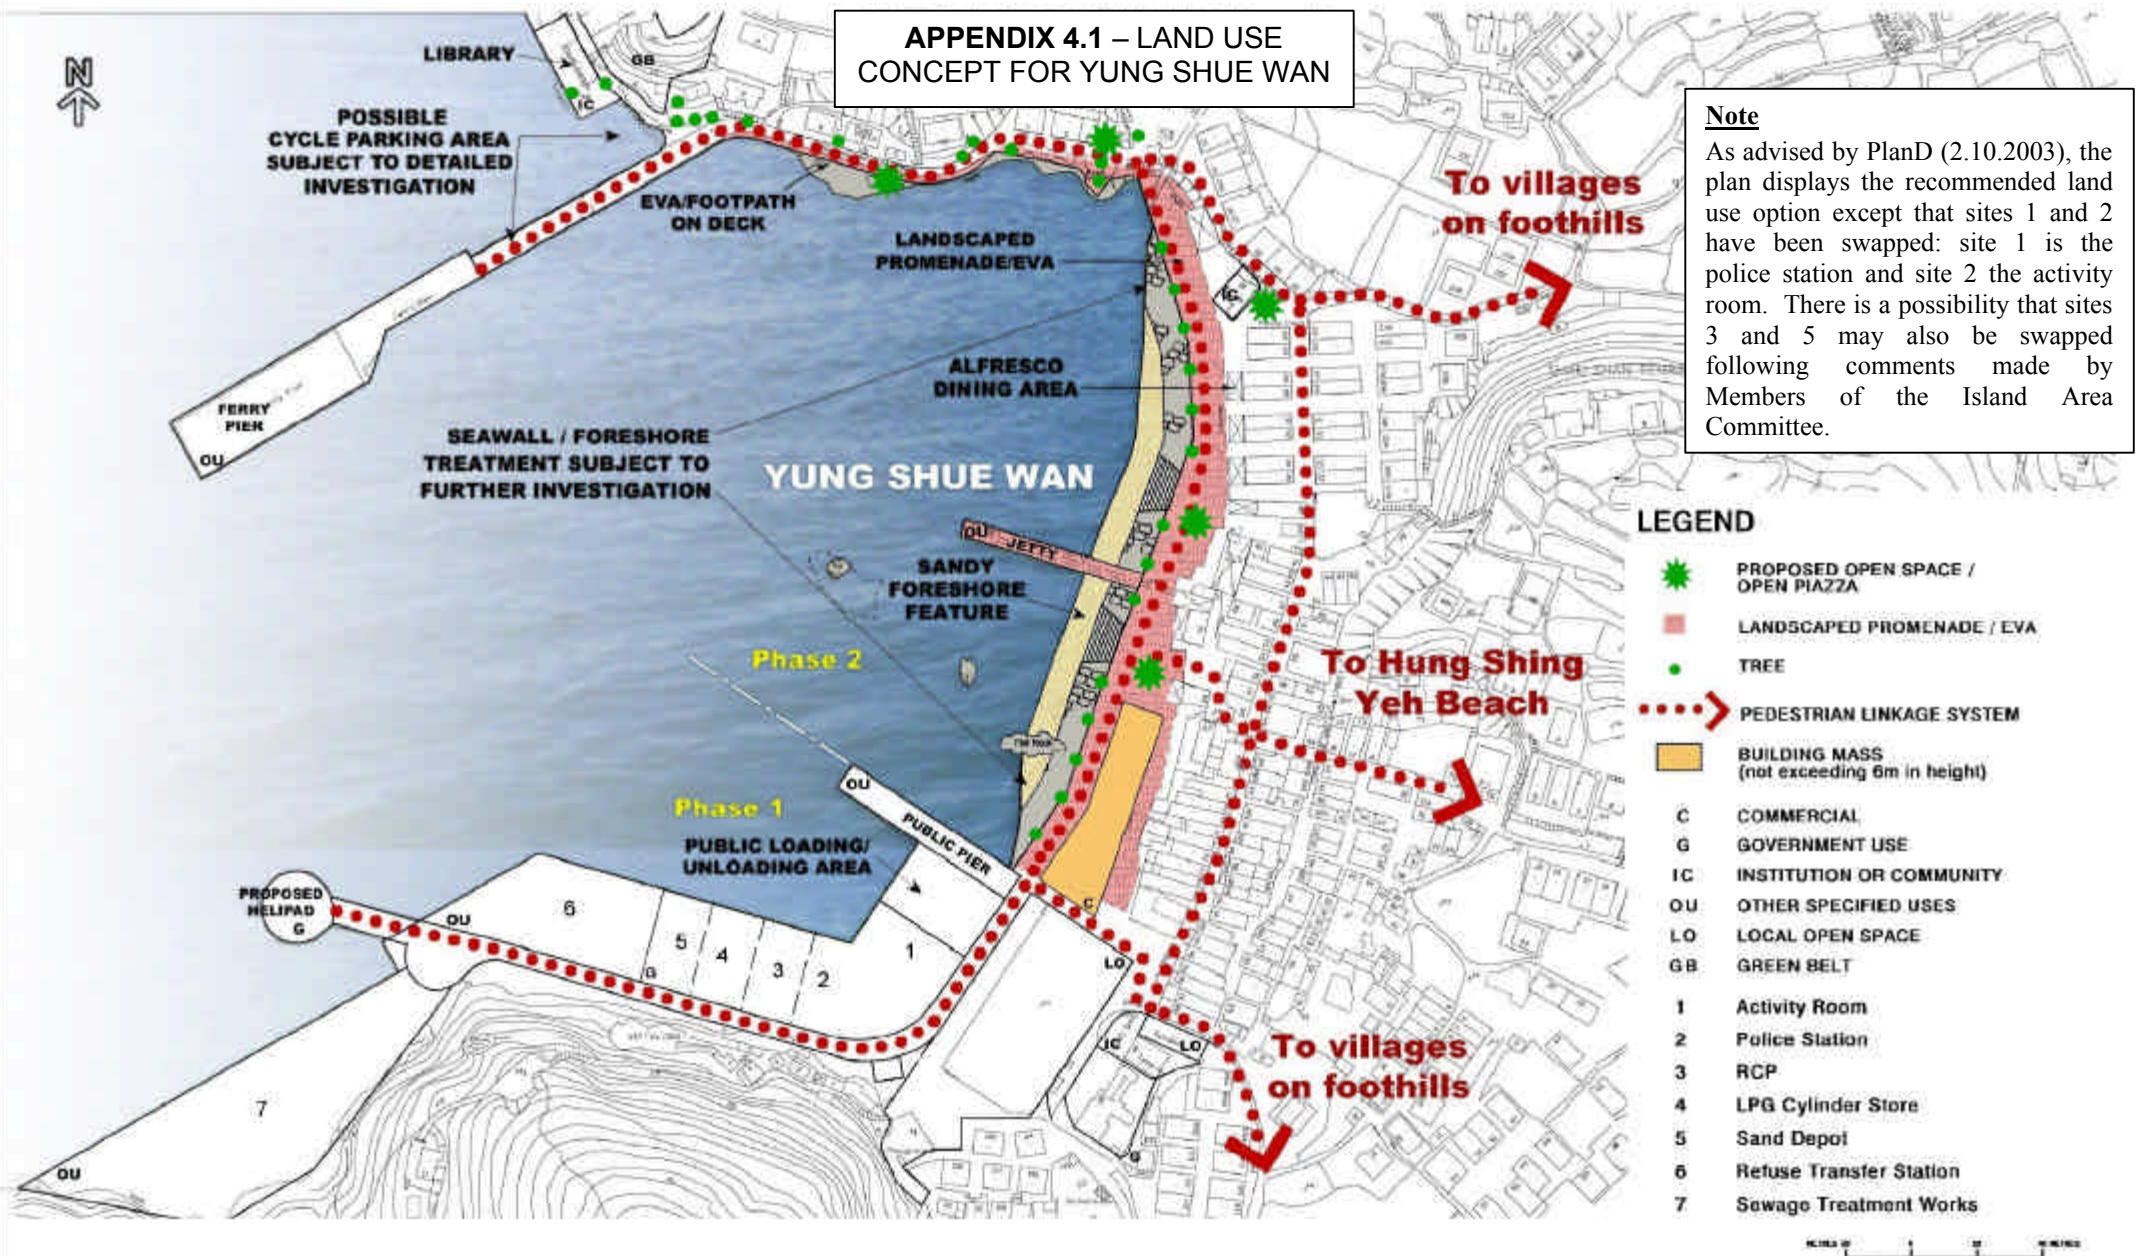 APPENDIX 4.1 – LAND USE
CONCEPT FOR YUNG SHUE WAN
N
LIBRARY
GB
IC
POSSIBLE
CYCLE PARKING AREA
SUBJECT TO DETAILED
INVESTIGATION
EVA/FOOTPATH
ON DECK
LANDSCAPED
PROMENADE/EVA
To villages
on foothills
IC
ALFRESCO
DINING AREA
FERRY
PIER
OU
SEAWALL / FORESHORE
TREATMENT SUBJECT TO
FURTHER INVESTIGATION
YUNG SHUE WAN
OU JETTY
SANDY
FORESHORE
FEATURE
Phase 2
To Hung Shing
Yeh Beach
Phase 1
OU
PUBLIC PIER
PUBLIC LOADING/
UNLOADING AREA
PROPOSED
HELIPAD
G
OU
6
5
4
3
2
1
G
C
LO
IC
LO
G
To villages
on foothills
7
OU
Note
As advised by PlanD (2.10.2003), the
plan displays the recommended land
use option except that sites 1 and 2
have been swapped: site 1 is the
police station and site 2 the activity
room. There is a possibility that sites
3 and 5 may also be swapped
following comments made by
Members of the Island Area
Committee.
LEGEND
PROPOSED OPEN SPACE /
OPEN PIAZZA
LANDSCAPED PROMENADE / EVA
TREE
PEDESTRIAN LINKAGE SYSTEM
BUILDING MASS
(not exceeding 6m in height)
C COMMERCIAL
G GOVERNMENT USE
IC INSTITUTION OR COMMUNITY
OU OTHER SPECIFIED USES
LO LOCAL OPEN SPACE
GB GREEN BELT
1 Activity Room
2 Police Station
3 RCP
4 LPG Cylinder Store
5 Sand Depot
6 Refuse Transfer Station
7 Sewage Treatment Works